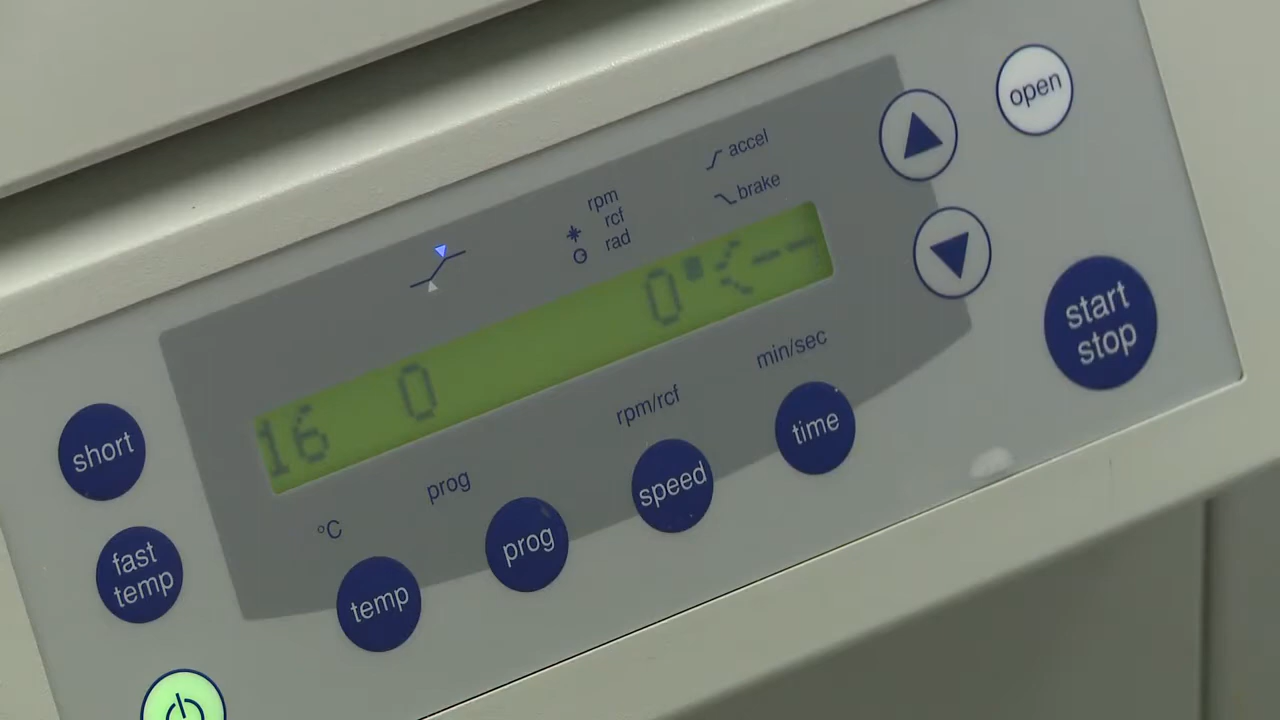 open
accel
brake
rpm
rcf
rad
16 0 0 --
short
fast
temp
°C
temp
prog
prog
rpm/rcf
speed
min/sec
time
start
stop